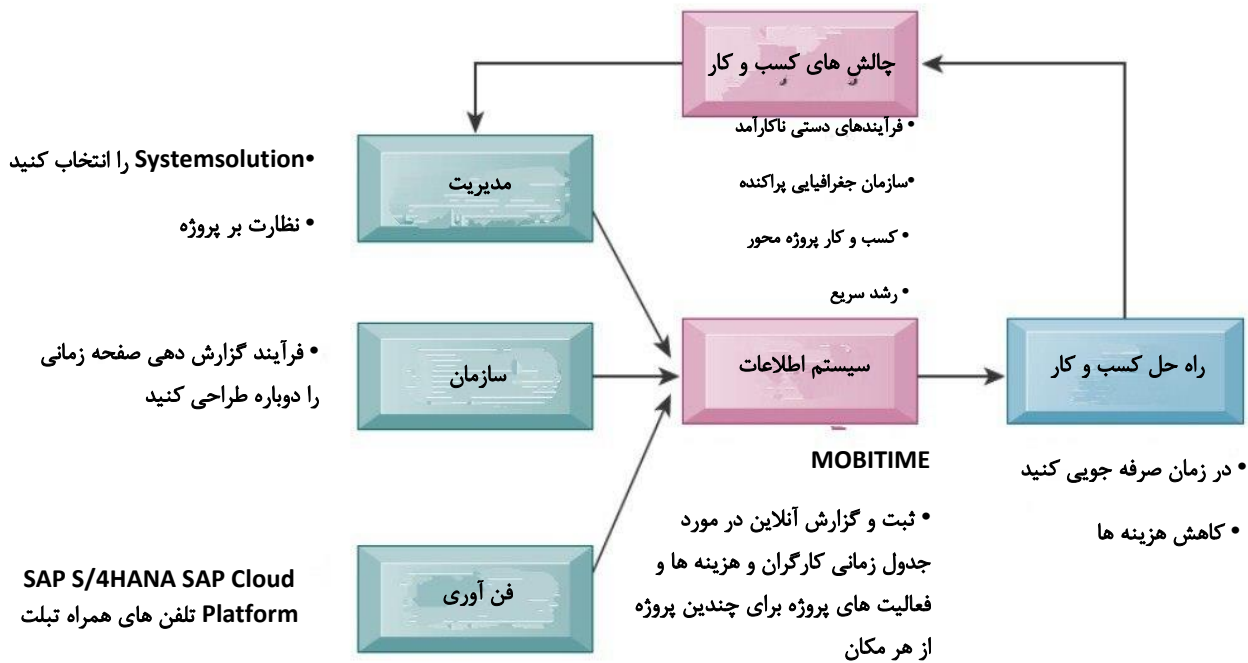 چالش های کسب و کار
• فرآیندهای دستی ناکارآمد
•سازمان جغرافیایی پراکنده
• کسب و کار پروژه محور
• رشد سریع
مدیریت
•Systemsolution را انتخاب کنید
• نظارت بر پروژه
سازمان
• فرآیند گزارش دهی صفحه زمانی
را دوباره طراحی کنید
فن آوری
SAP S/4HANA SAP Cloud
Platform تلفن های همراه تبلت
سیستم اطلاعات
MOBITIME
• ثبت و گزارش آنلاین در مورد
جدول زمانی کارگران و هزینه ها و
فعالیت های پروژه برای چندین پروژه
از هر مکان
راه حل کسب و کار
• در زمان صرفه جویی کنید
• کاهش هزینه ها